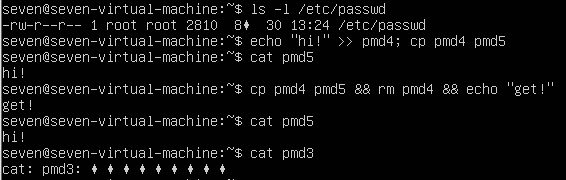 seven@seven-virtual-machine:~$ ls -l /etc/passwd
-rw-r--r-- 1 root root 2810  8♦  30 13:24 /etc/passwd
seven@seven-virtual-machine:~$ echo "hi!" >> pmd4; cp pmd4 pmd5
seven@seven-virtual-machine:~$ cat pmd5
hi!
seven@seven-virtual-machine:~$ cp pmd4 pmd5 && rm pmd4 && echo "get!"
get!
seven@seven-virtual-machine:~$ cat pmd5
hi!
seven@seven-virtual-machine:~$ cat pmd3
cat: pmd3: ♦ ♦ ♦ ♦ ♦ ♦ ♦ ♦ ♦